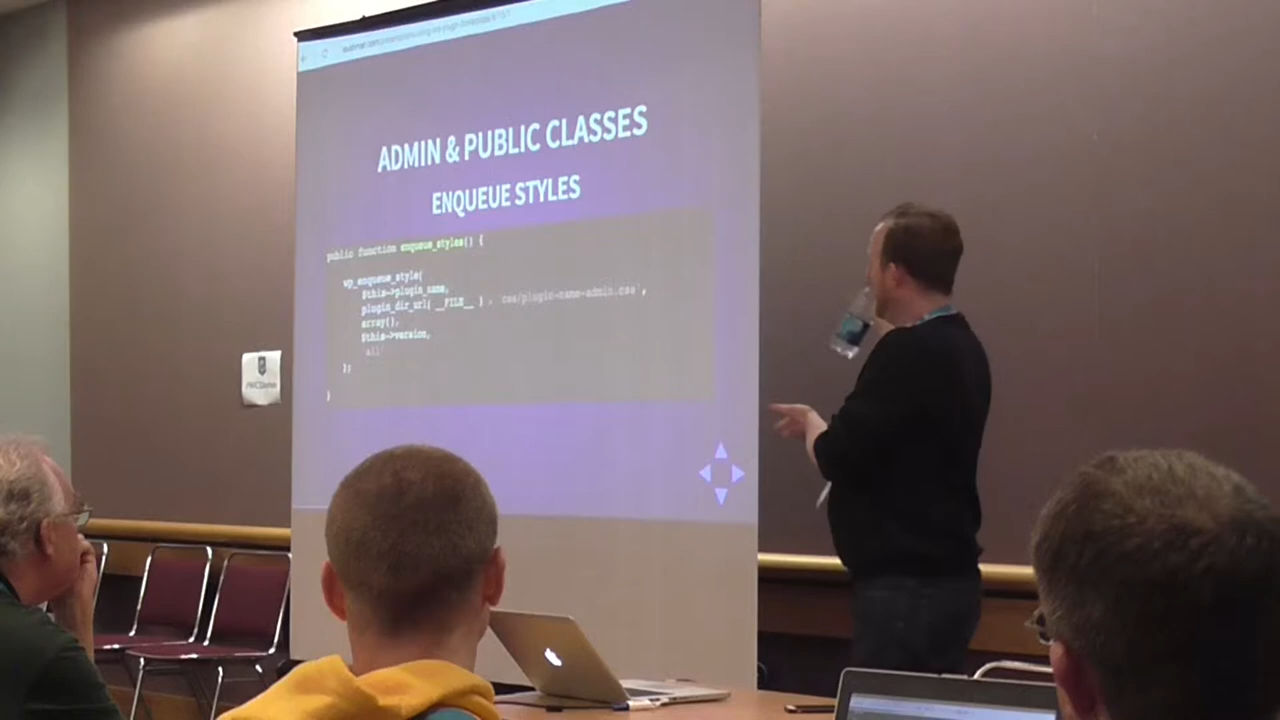 ADMIN & PUBLIC CLASSES
ENQUEUE STYLES
public function enqueue_styles() {
wp_enqueue_style(
$this->plugin_name,
plugin_dir_url( __FILE__ ) . 'css/plugin-name-admin.css',
array(),
$this->version,
'all'
);
}